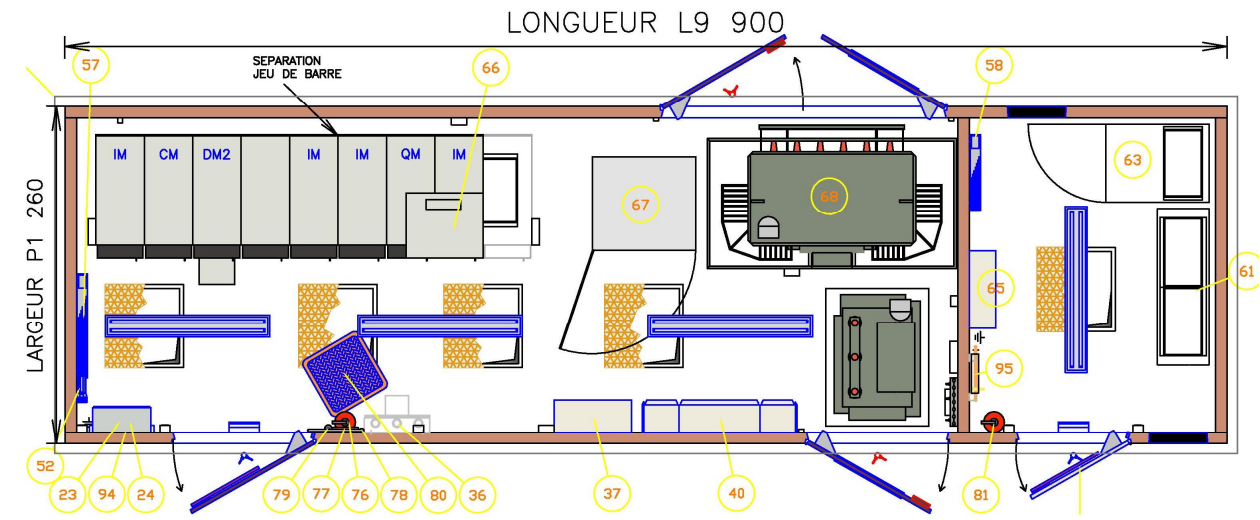 LONGUEUR L9 900
57
SEPARATION
JEU DE BARRE
66
58
IM CM DM2 IM IM QM IM
63
67
68
LARGEUR P1 260
61
65
95
52
23 94 24 79 77 76 78 80 36 37 40 81